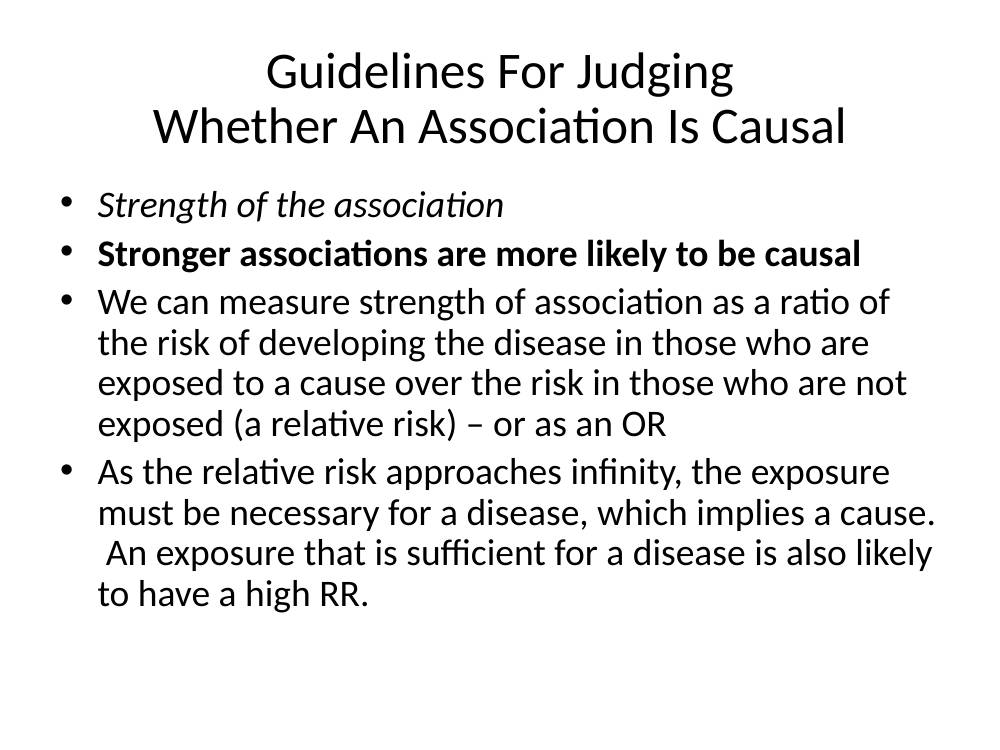 Guidelines For Judging
Whether An Association Is Causal
• Strength of the association
• Stronger associations are more likely to be causal
• We can measure strength of association as a ratio of
the risk of developing the disease in those who are
exposed to a cause over the risk in those who are not
exposed (a relative risk) – or as an OR
• As the relative risk approaches infinity, the exposure
must be necessary for a disease, which implies a cause.
An exposure that is sufficient for a disease is also likely
to have a high RR.